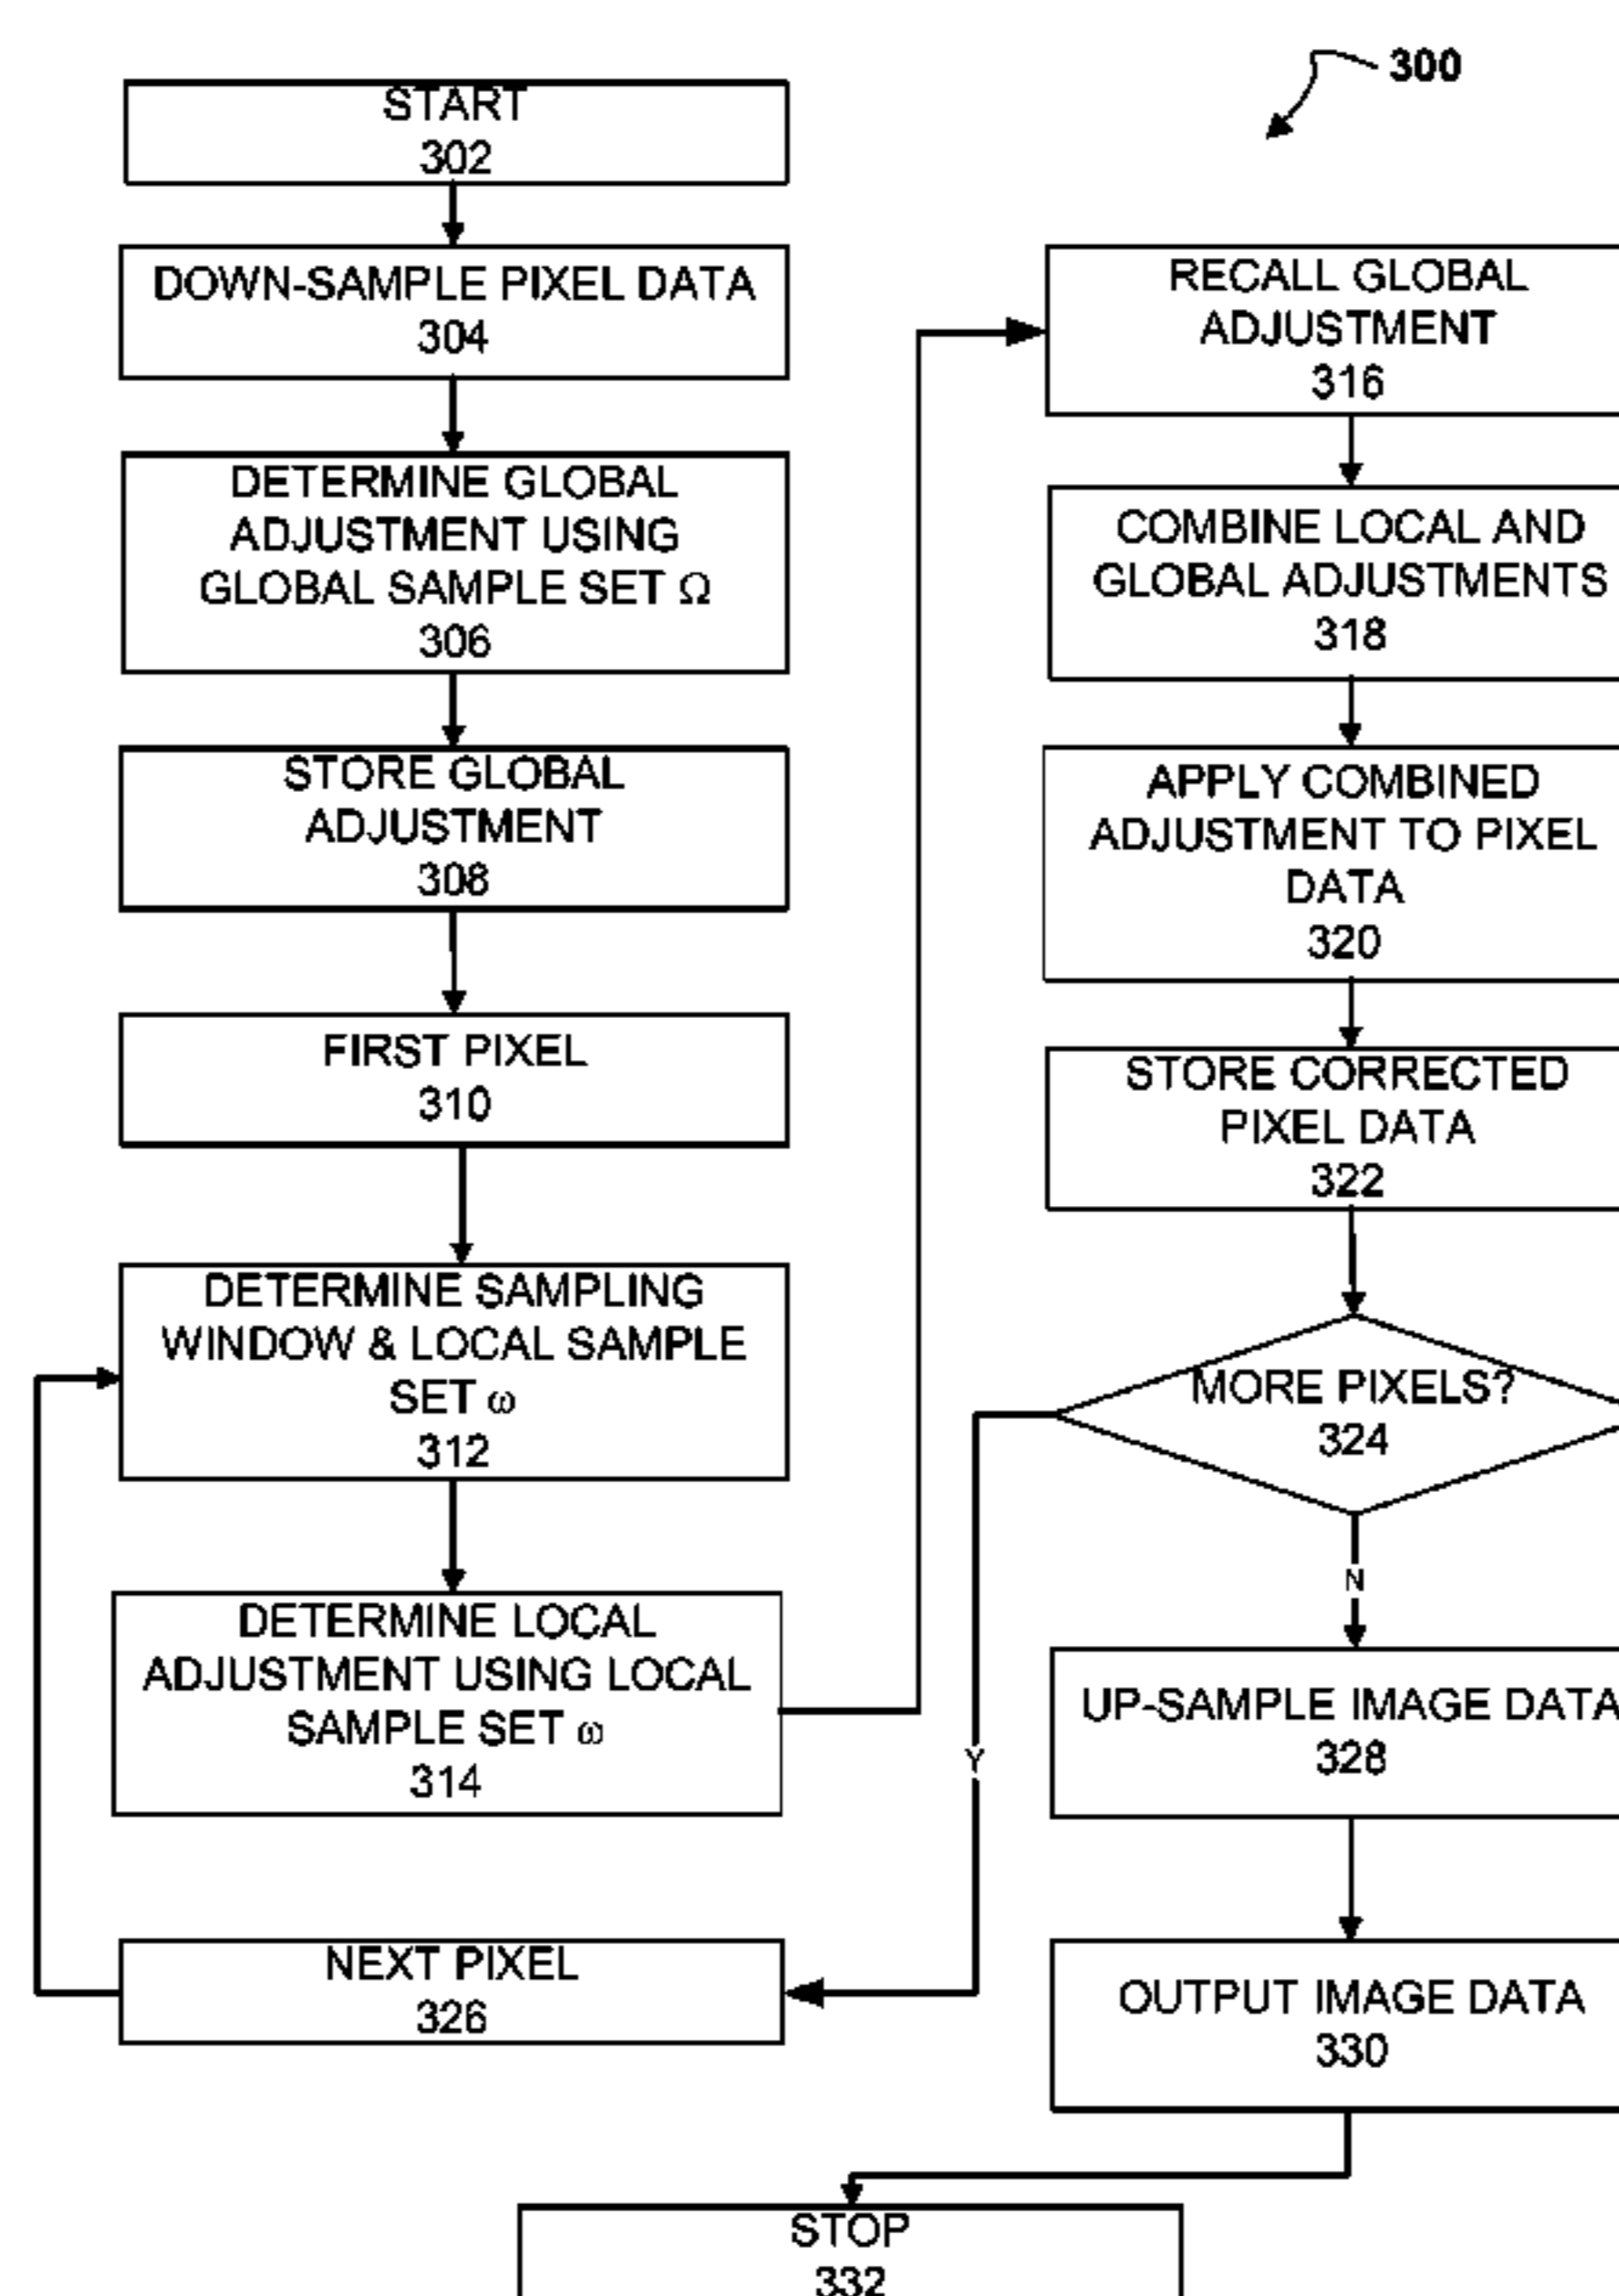 300
START
302
DOWN-SAMPLE PIXEL DATA
304
DETERMINE GLOBAL
ADJUSTMENT USING
GLOBAL SAMPLE SET Ω
306
STORE GLOBAL
ADJUSTMENT
308
FIRST PIXEL
310
DETERMINE SAMPLING
WINDOW & LOCAL SAMPLE
SET ω
312
DETERMINE LOCAL
ADJUSTMENT USING LOCAL
SAMPLE SET ω
314
NEXT PIXEL
326
RECALL GLOBAL
ADJUSTMENT
316
COMBINE LOCAL AND
GLOBAL ADJUSTMENTS
318
APPLY COMBINED
ADJUSTMENT TO PIXEL
DATA
320
STORE CORRECTED
PIXEL DATA
322
MORE PIXELS?
324
N
Y
UP-SAMPLE IMAGE DATA
328
OUTPUT IMAGE DATA
330
STOP
332